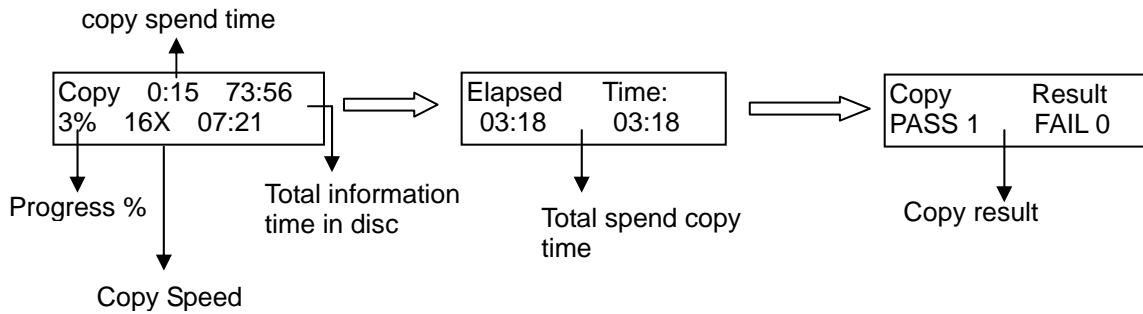 copy spend time
Copy 0:15 73:56
3% 16X 07:21
Elapsed Time:
03:18 03:18
Copy Result
PASS 1 FAIL 0
Progress %
Total information
time in disc
Total spend copy
time
Copy result
Copy Speed